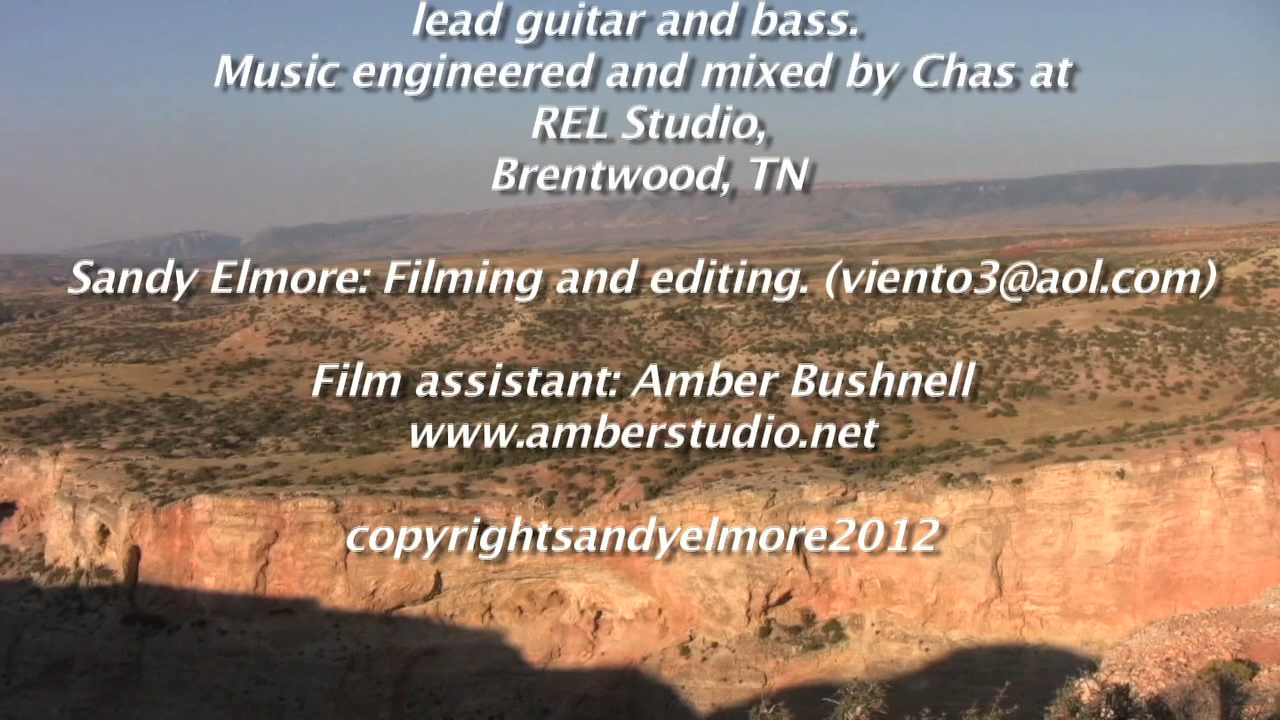 lead guitar and bass.
Music engineered and mixed by Chas at
REL Studio,
Brentwood, TN
Sandy Elmore: Filming and editing. (viento3@aol.com)
Film assistant: Amber Bushnell
www.amberstudio.net
copyrightsandyelmore2012